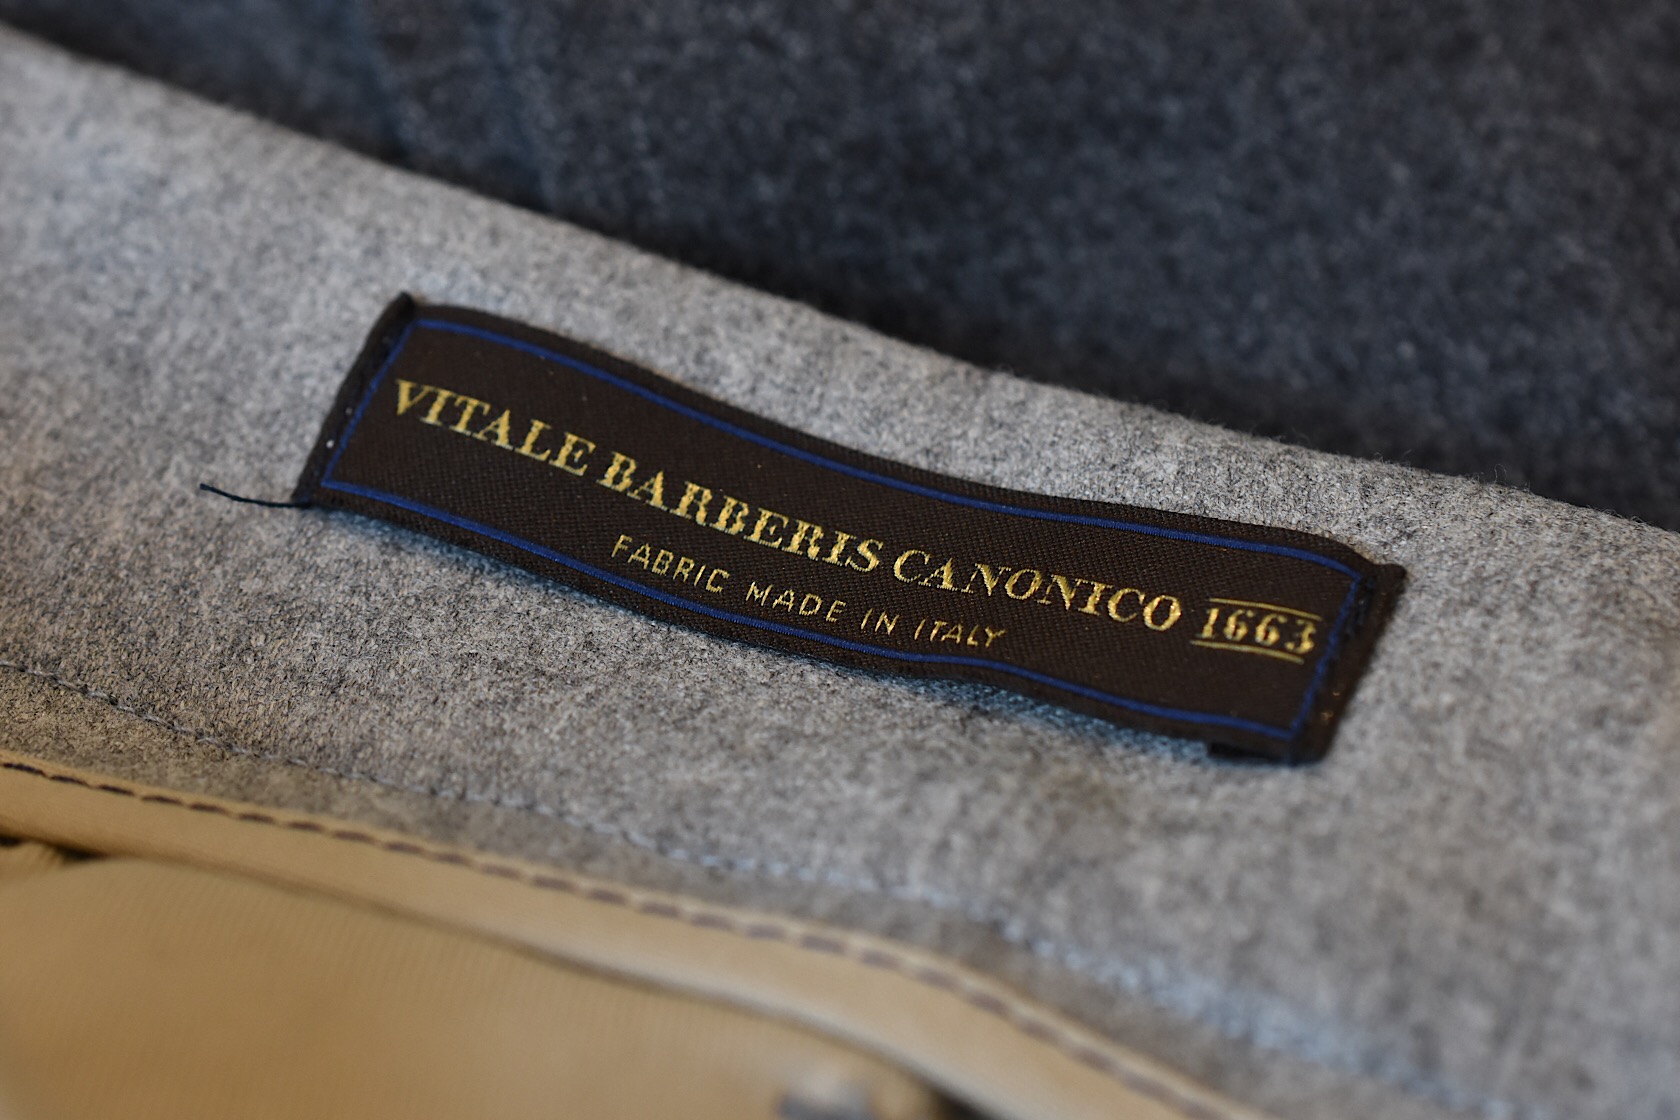 VITALE BARBERIS CANONICO 1663
FABRIC MADE IN ITALY